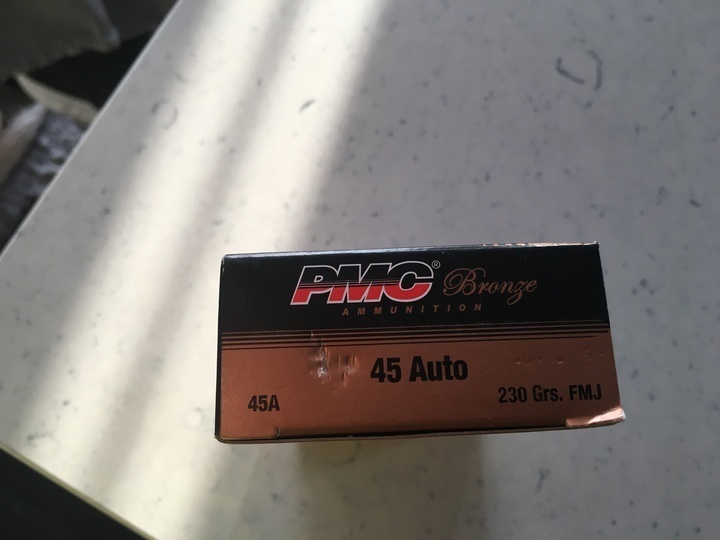 PMC® Bronze
AMMUNITION
45 Auto
45A
230 Grs. FMJ